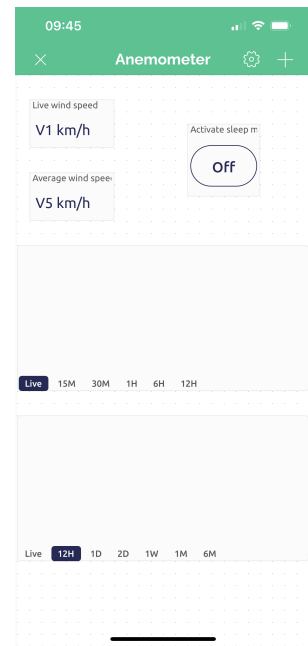 09:45
Anemometer
Live wind speed
V1 km/h
Activate sleep m
Off
Average wind spee
V5 km/h
Live 15M 30M 1H 6H 12H
Live 12H 1D 2D 1W 1M 6M